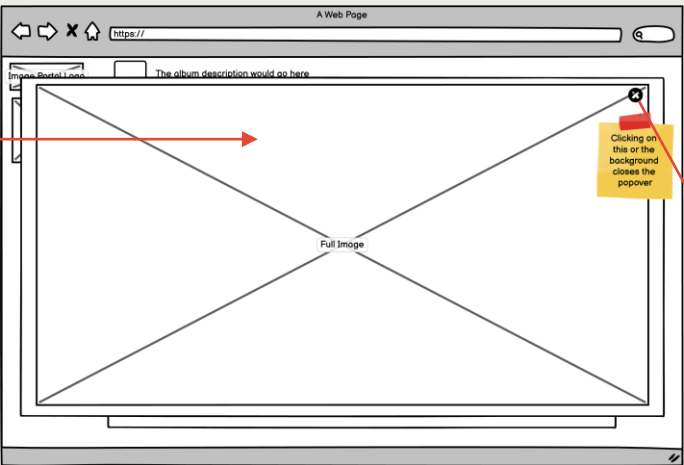 A Web Page
https://
Image Portal Logo
The album description would go here
Clicking on
this or the
background
closes the
popover
Full Image